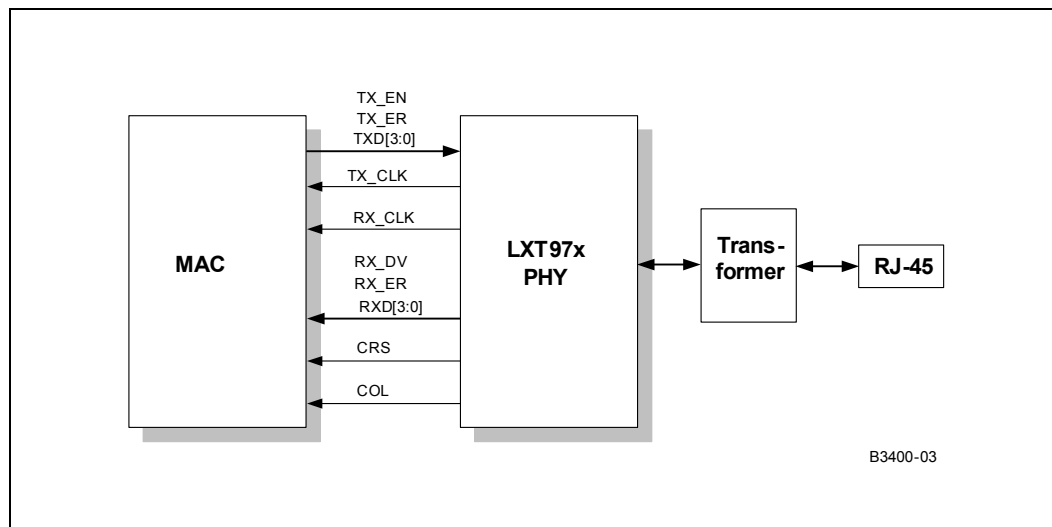 TX_EN
TX_ER
TXD[3:0]
TX_CLK
RX_CLK
MAC
RX_DV
RX_ER
RXD[3:0]
CRS
COL
LXT97x
PHY
Trans-
former
RJ-45
B3400-03